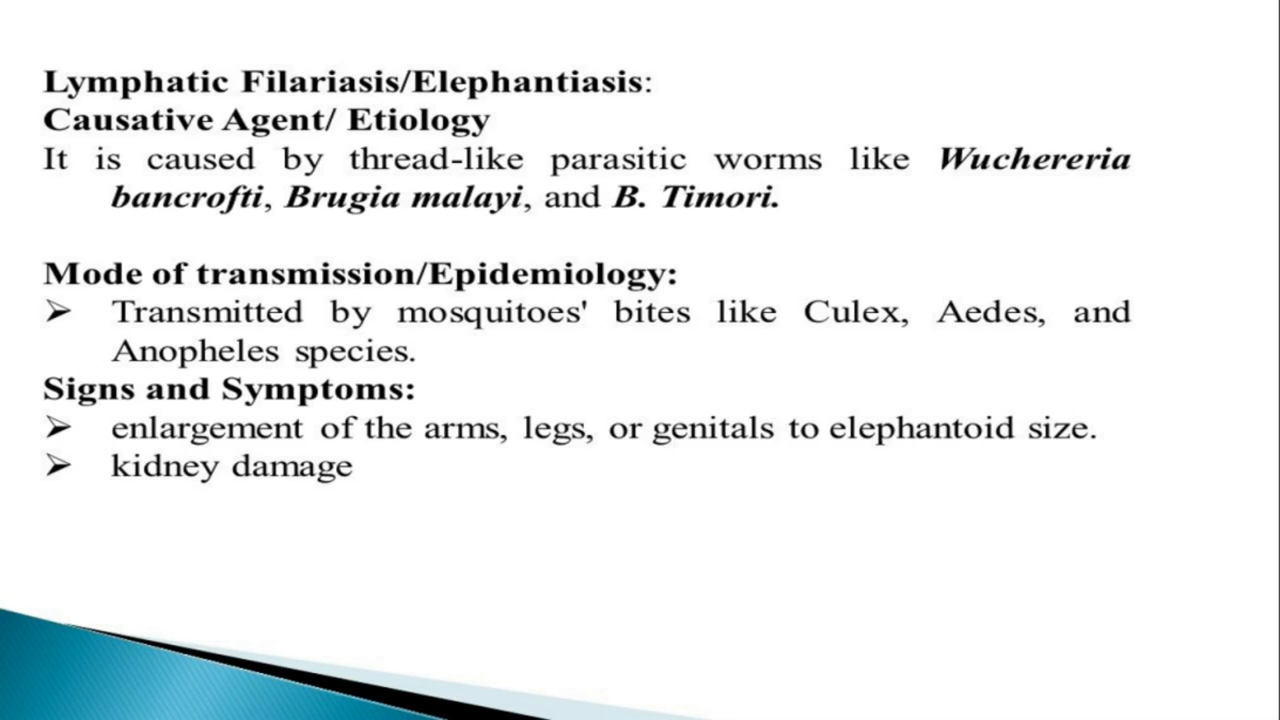 Lymphatic Filariasis/Elephantiasis:
Causative Agent/ Etiology
It is caused by thread-like parasitic worms like Wuchereria
bancrofti, Brugia malayi, and B. Timori.
Mode of transmission/Epidemiology:
➢ Transmitted by mosquitoes' bites like Culex, Aedes, and
Anopheles species.
Signs and Symptoms:
➢ enlargement of the arms, legs, or genitals to elephantoid size.
➢ kidney damage